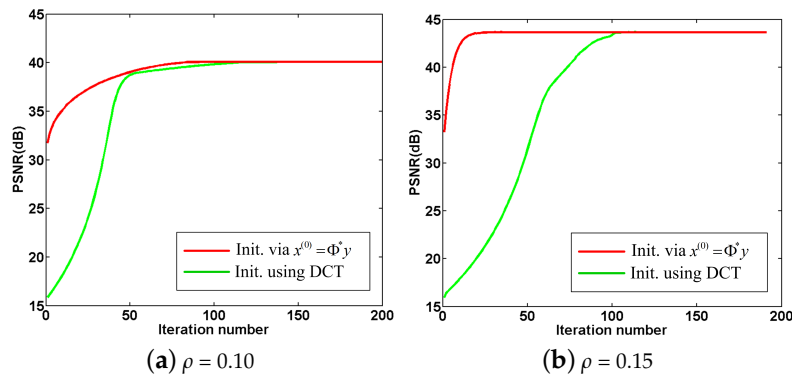 45
40
35
30
25
20
15
PSNR(dB)
0 50 100 150 200
Iteration number
Init. via x⁽⁰⁾=Φ*y
Init. using DCT
(a) ρ = 0.10
45
40
35
30
25
20
15
PSNR(dB)
0 50 100 150 200
Iteration number
Init. via x⁽⁰⁾=Φ*y
Init. using DCT
(b) ρ = 0.15